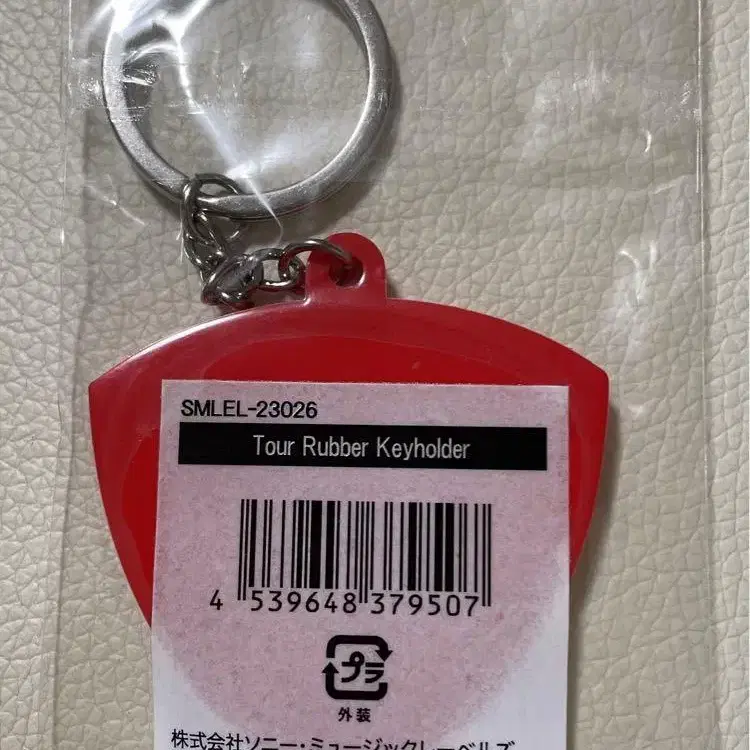 SMLEL-23026
Tour Rubber Keyholder
4 539648 379507
プラ
外装
株式会社ソニー・ミュージックレーベルズ